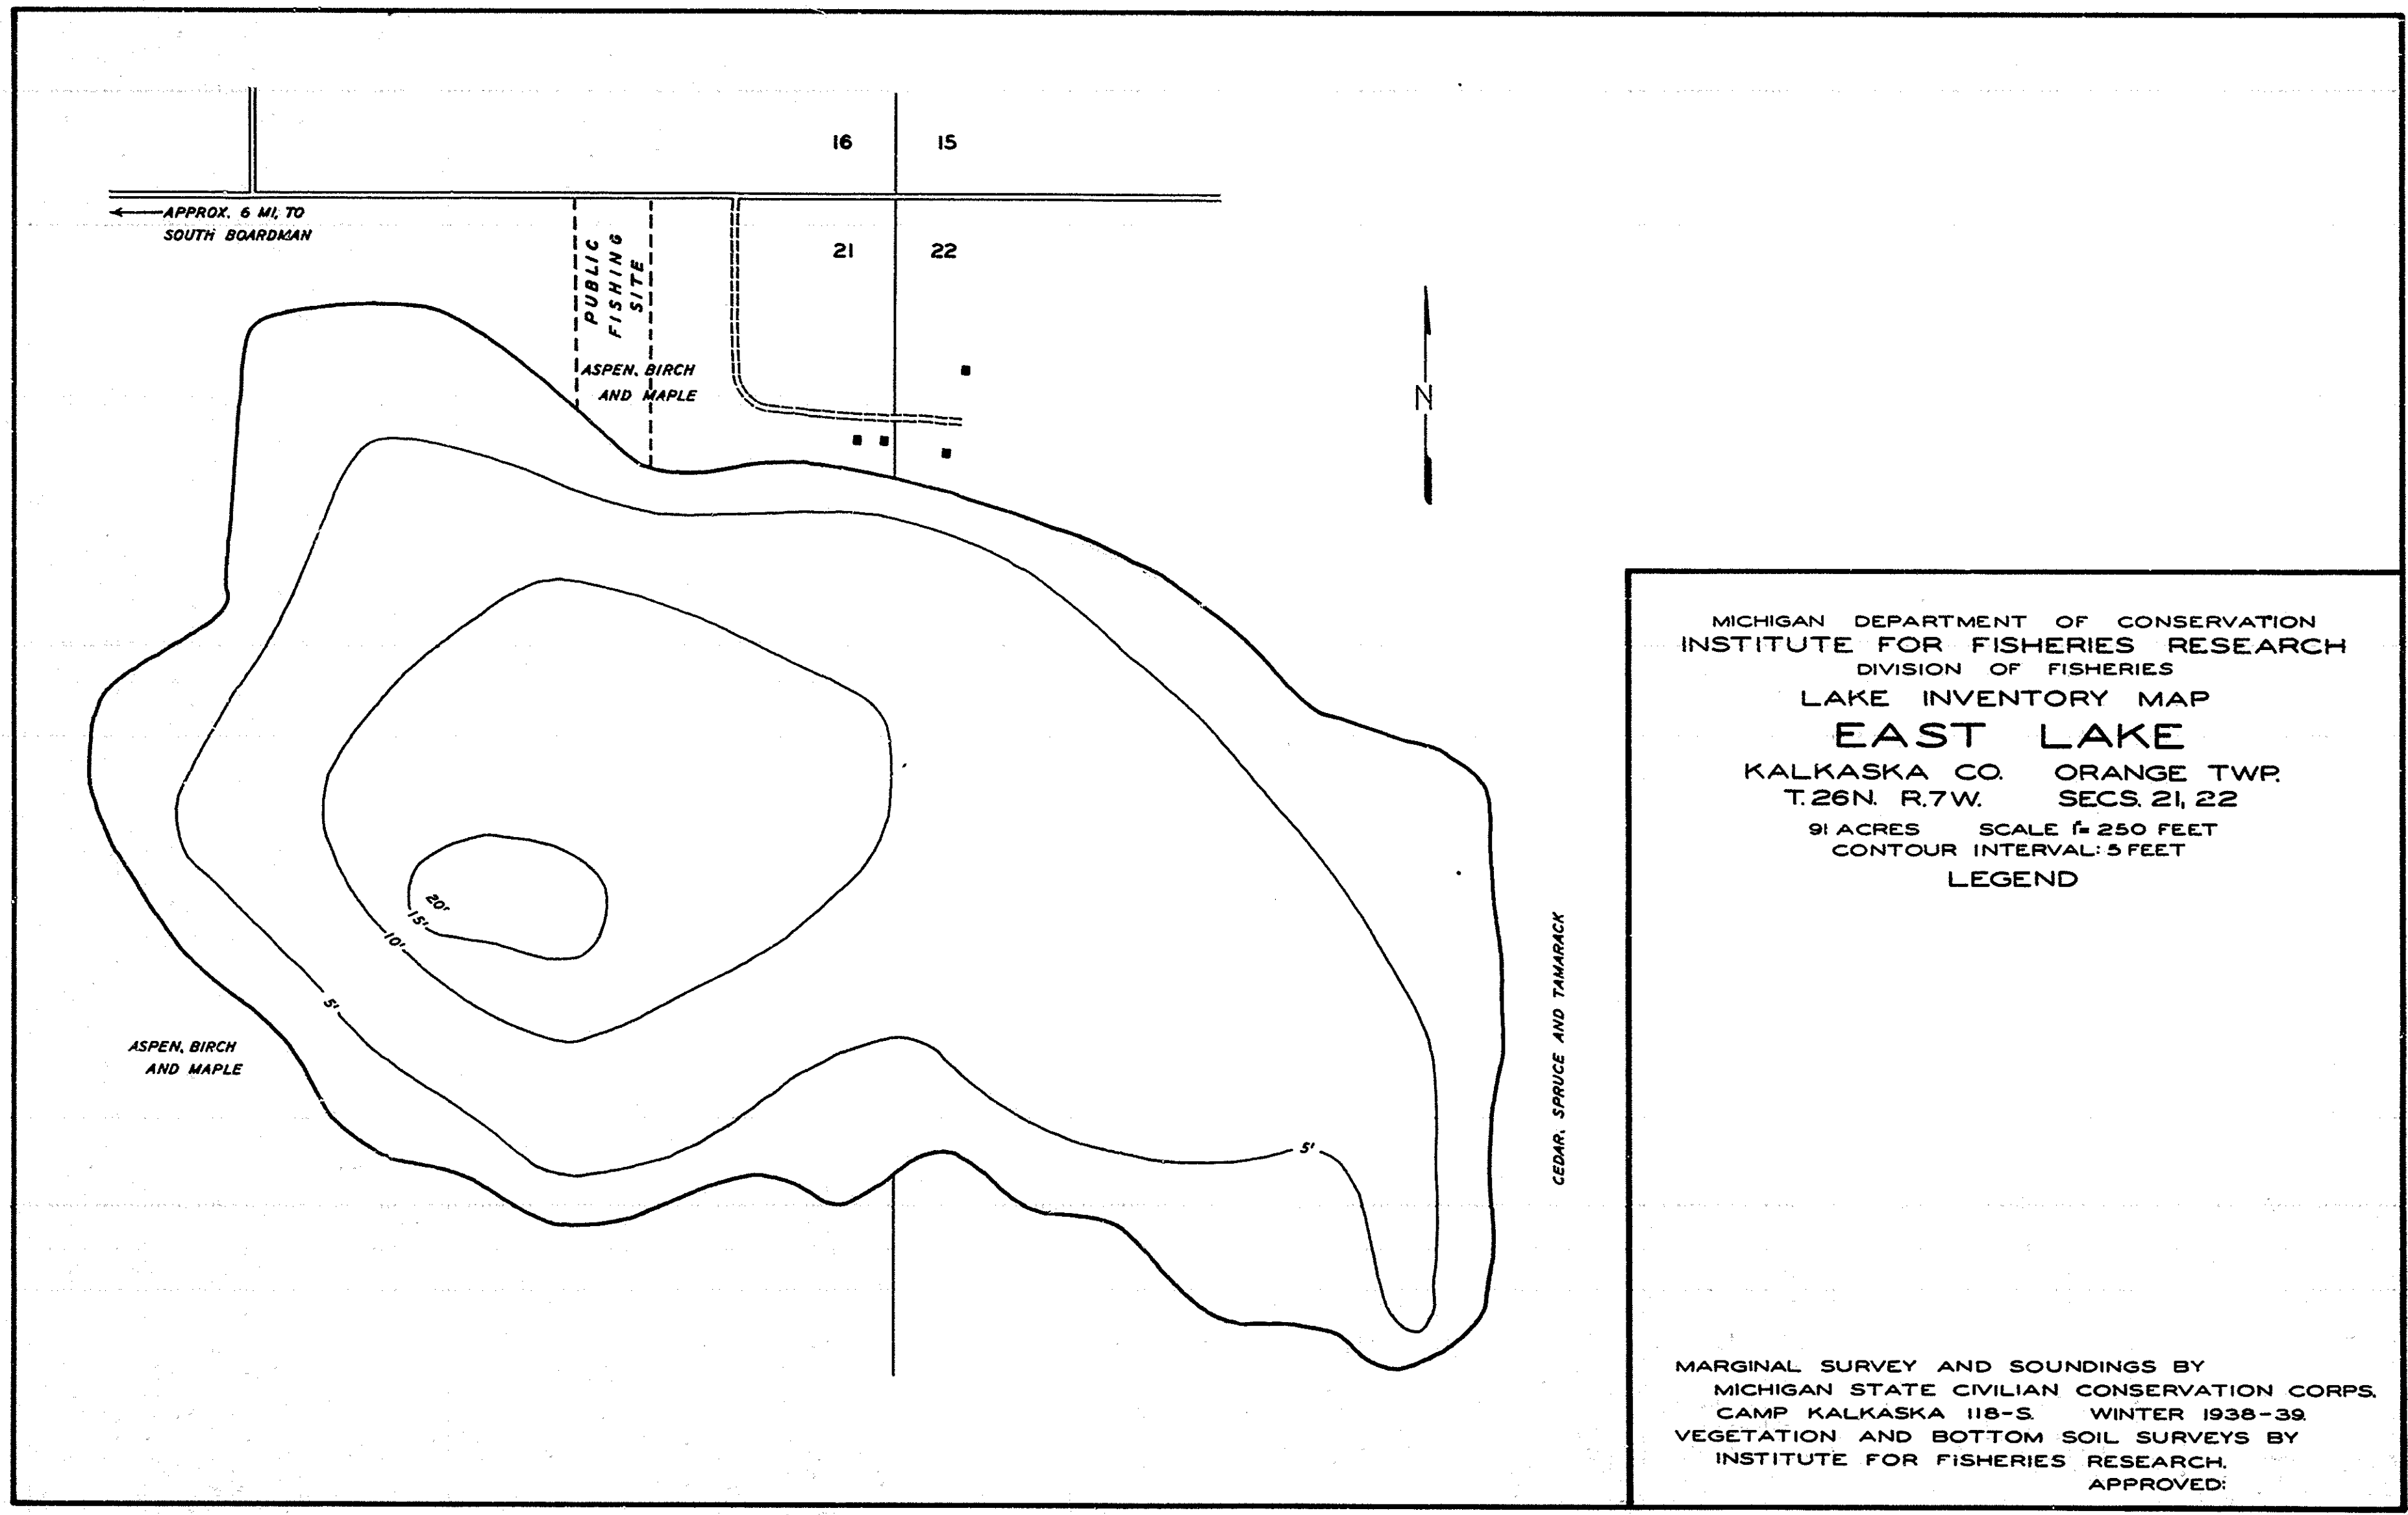 16
15
APPROX. 6 MI. TO
SOUTH BOARDMAN
21
22
PUBLIC
FISHING
SITE
ASPEN, BIRCH
AND MAPLE
N
20'
15'
10'
5'
ASPEN, BIRCH
AND MAPLE
5'
CEDAR, SPRUCE AND TAMARACK
MICHIGAN DEPARTMENT OF CONSERVATION
INSTITUTE FOR FISHERIES RESEARCH
DIVISION OF FISHERIES
LAKE INVENTORY MAP
EAST LAKE
KALKASKA CO. ORANGE TWP.
T.26N. R.7W. SECS. 21, 22
91 ACRES SCALE 1"= 250 FEET
CONTOUR INTERVAL: 5 FEET
LEGEND
MARGINAL SURVEY AND SOUNDINGS BY
MICHIGAN STATE CIVILIAN CONSERVATION CORPS.
CAMP KALKASKA 118-S. WINTER 1938-39.
VEGETATION AND BOTTOM SOIL SURVEYS BY
INSTITUTE FOR FISHERIES RESEARCH.
APPROVED: